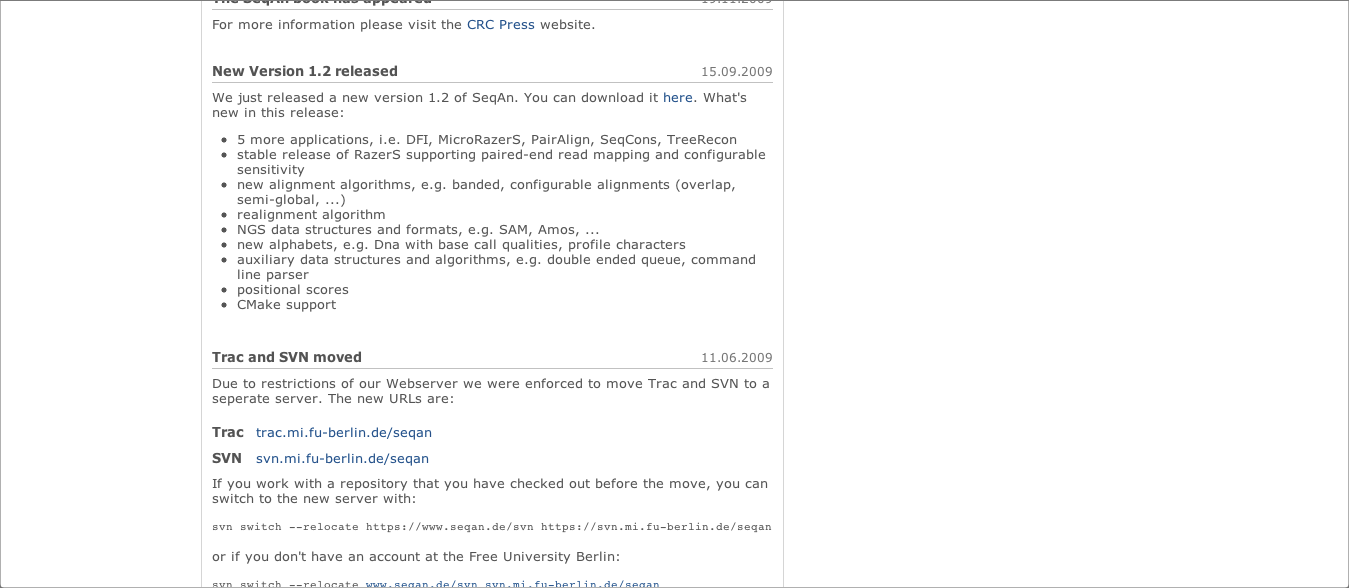 The SeqAn book has appeared 19.11.2009
For more information please visit the CRC Press website.
New Version 1.2 released 15.09.2009
We just released a new version 1.2 of SeqAn. You can download it here. What's
new in this release:
• 5 more applications, i.e. DFI, MicroRazerS, PairAlign, SeqCons, TreeRecon
• stable release of RazerS supporting paired-end read mapping and configurable
sensitivity
• new alignment algorithms, e.g. banded, configurable alignments (overlap,
semi-global, ...)
• realignment algorithm
• NGS data structures and formats, e.g. SAM, Amos, ...
• new alphabets, e.g. Dna with base call qualities, profile characters
• auxiliary data structures and algorithms, e.g. double ended queue, command
line parser
• positional scores
• CMake support
Trac and SVN moved 11.06.2009
Due to restrictions of our Webserver we were enforced to move Trac and SVN to a
seperate server. The new URLs are:
Trac trac.mi.fu-berlin.de/seqan
SVN svn.mi.fu-berlin.de/seqan
If you work with a repository that you have checked out before the move, you can
switch to the new server with:
svn switch --relocate https://www.seqan.de/svn https://svn.mi.fu-berlin.de/seqan
or if you don't have an account at the Free University Berlin:
svn switch --relocate www.seqan.de/svn svn.mi.fu-berlin.de/seqan